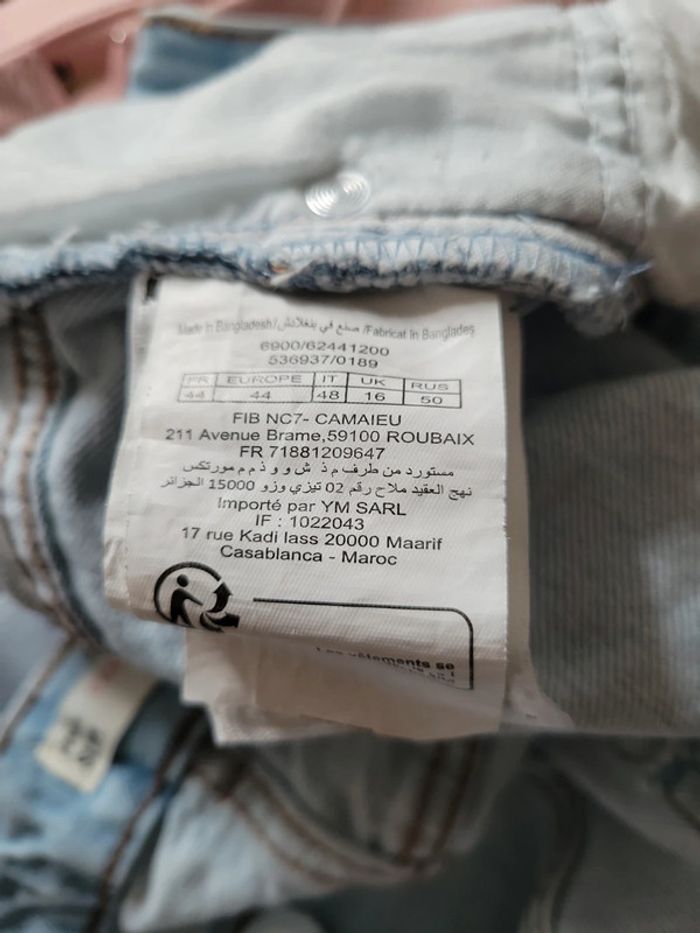 Made in Bangladesh/صنع في بنغلادش/Fabricat in Banglades
6900/62441200
536937/0189
FR EUROPE IT UK RUS
44 44 48 16 50
FIB NC7- CAMAIEU
211 Avenue Brame,59100 ROUBAIX
FR 71881209647
مستورد من طرف م ذ ش و و ذ م م مورتكس
نهج العقيد ملاح رقم 02 تيزي وزو 15000 الجزائر
Importé par YM SARL
IF : 1022043
17 rue Kadi lass 20000 Maarif
Casablanca - Maroc
Les vêtements se